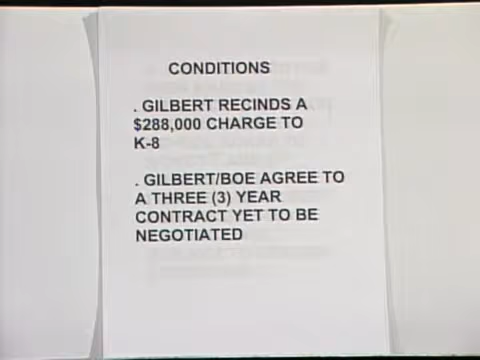 CONDITIONS
. GILBERT RECINDS A
$288,000 CHARGE TO
K-8
. GILBERT/BOE AGREE TO
A THREE (3) YEAR
CONTRACT YET TO BE
NEGOTIATED